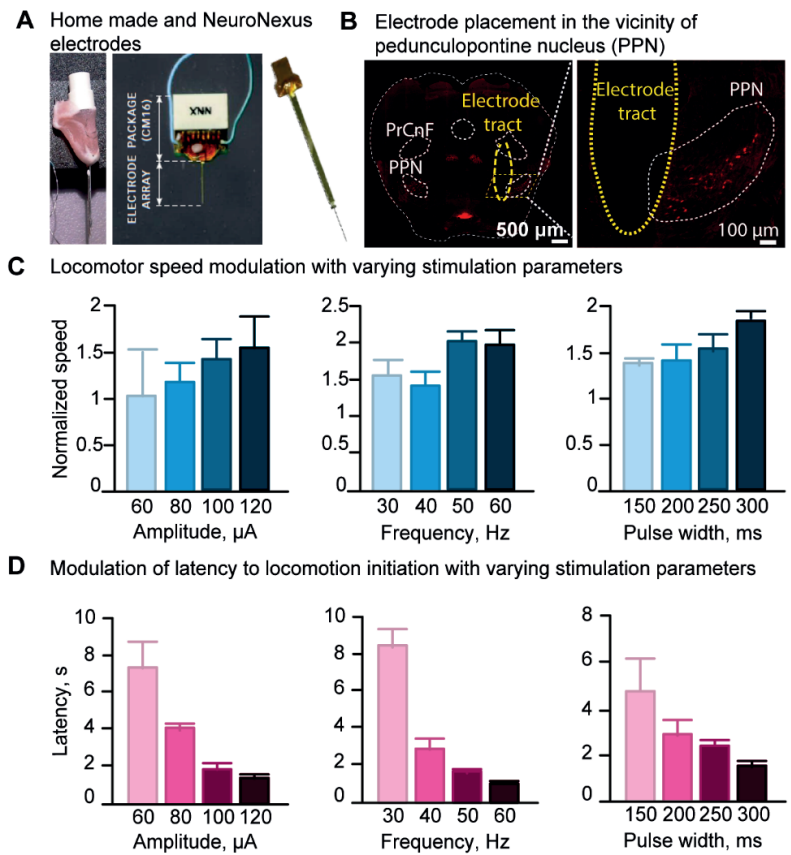 A Home made and NeuroNexus
electrodes
XNN
ELECTRODE PACKAGE (CM16)
ELECTRODE ARRAY
B Electrode placement in the vicinity of
pedunculopontine nucleus (PPN)
PrCnF
PPN
Electrode
tract
500 µm
Electrode
tract
PPN
100 µm
C Locomotor speed modulation with varying stimulation parameters
Normalized speed
2
1.5
1
0.5
0
60 80 100 120
Amplitude, µA
2.5
2
1.5
1
0.5
0
30 40 50 60
Frequency, Hz
2
1.5
1
0.5
0
150 200 250 300
Pulse width, ms
D Modulation of latency to locomotion initiation with varying stimulation parameters
Latency, s
10
8
6
4
2
0
60 80 100 120
Amplitude, µA
10
8
6
4
2
0
30 40 50 60
Frequency, Hz
8
6
4
2
0
150 200 250 300
Pulse width, ms